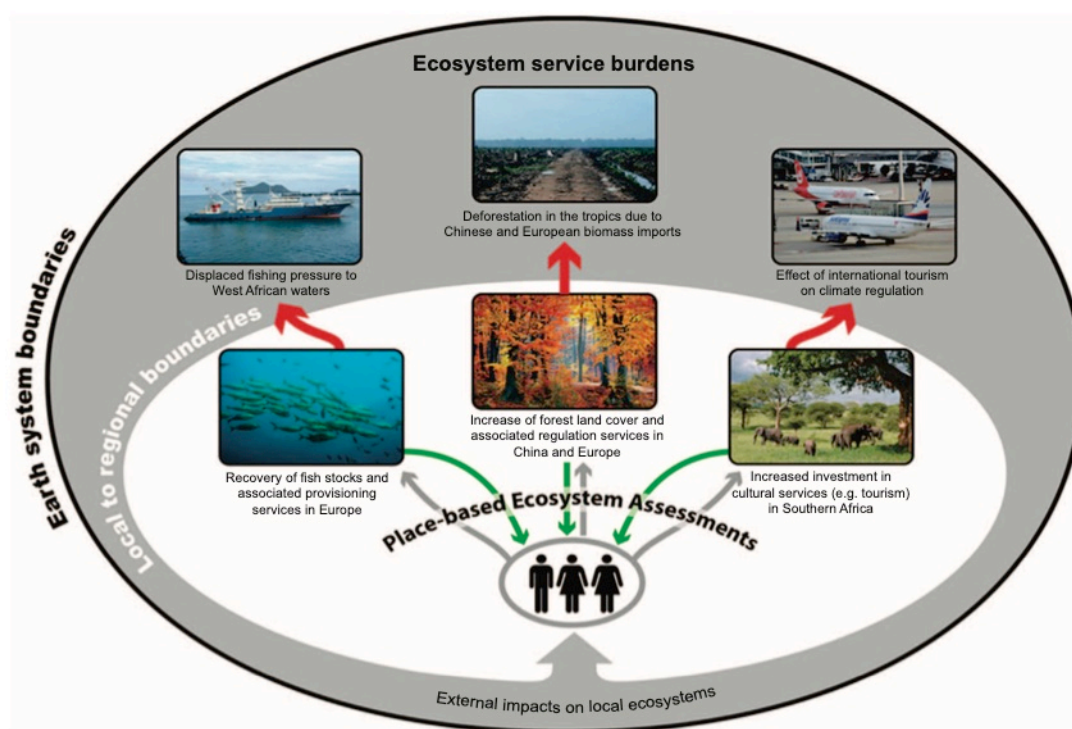 Ecosystem service burdens
Displaced fishing pressure to
West African waters
Deforestation in the tropics due to
Chinese and European biomass imports
Effect of international tourism
on climate regulation
Earth system boundaries
Local to regional boundaries
Recovery of fish stocks and
associated provisioning
services in Europe
Increase of forest land cover and
associated regulation services in
China and Europe
Increased investment in
cultural services (e.g. tourism)
in Southern Africa
Place-based Ecosystem Assessments
External impacts on local ecosystems